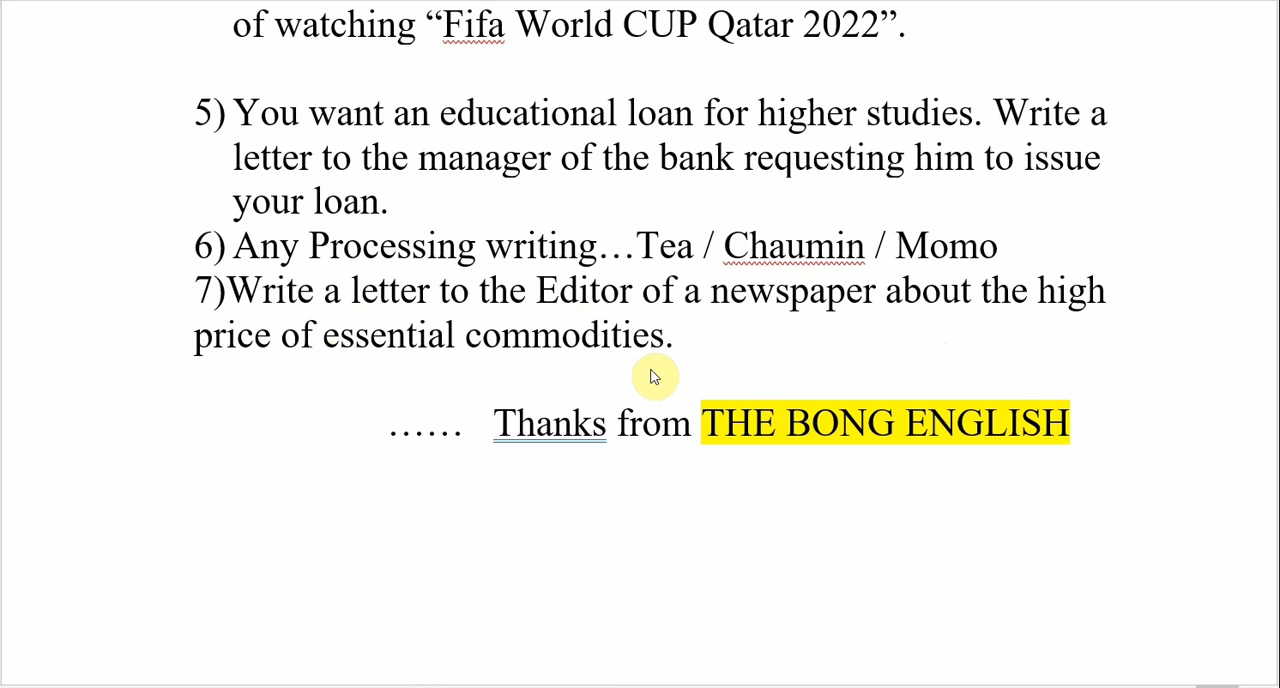 of watching “Fifa World CUP Qatar 2022”.
5) You want an educational loan for higher studies. Write a
letter to the manager of the bank requesting him to issue
your loan.
6) Any Processing writing…Tea / Chaumin / Momo
7)Write a letter to the Editor of a newspaper about the high
price of essential commodities.
…… Thanks from THE BONG ENGLISH